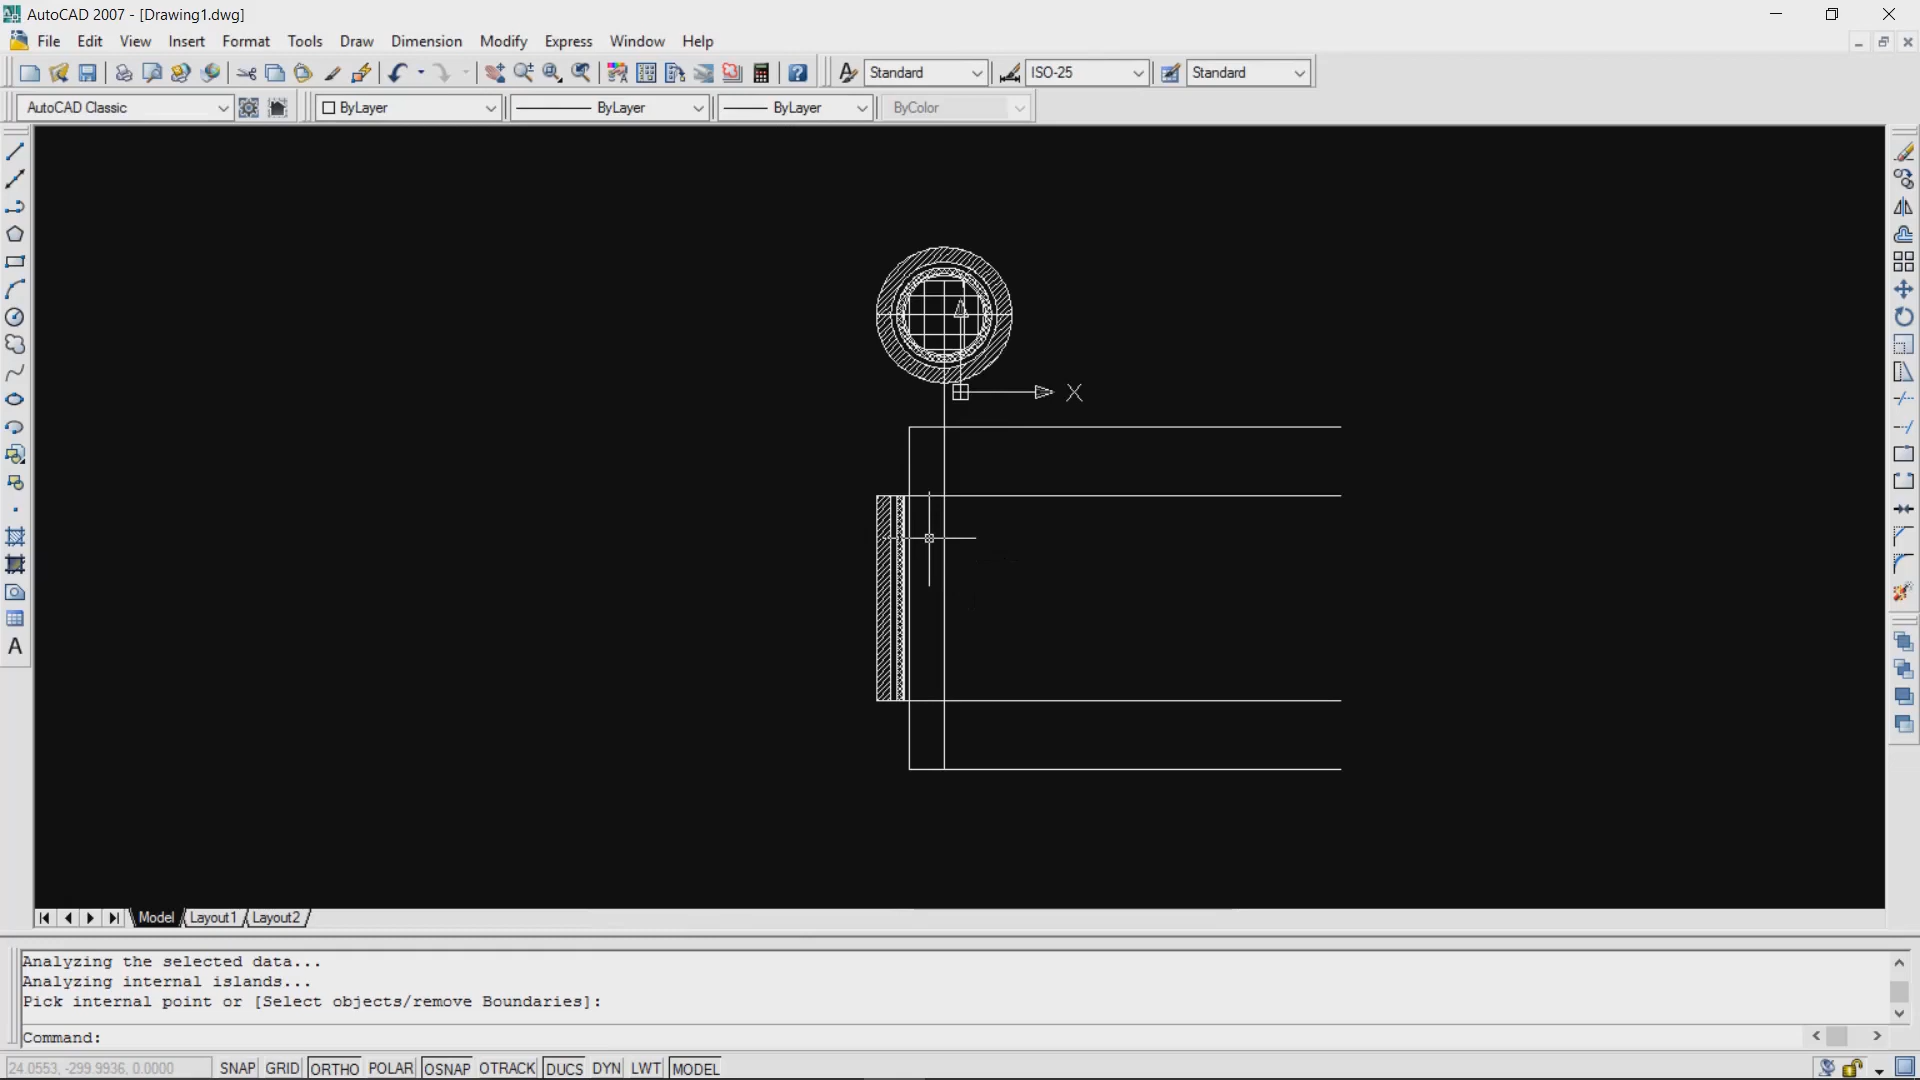 AutoCAD 2007 - [Drawing1.dwg]
File Edit View Insert Format Tools Draw Dimension Modify Express Window Help
Standard ISO-25 Standard
AutoCAD Classic ByLayer ByLayer ByLayer ByColor
X
A
Model Layout1 Layout2
Analyzing the selected data...
Analyzing internal islands...
Pick internal point or [Select objects/remove Boundaries]:
Command:
24.0553, -299.9936, 0.0000 SNAP GRID ORTHO POLAR OSNAP OTRACK DUCS DYN LWT MODEL